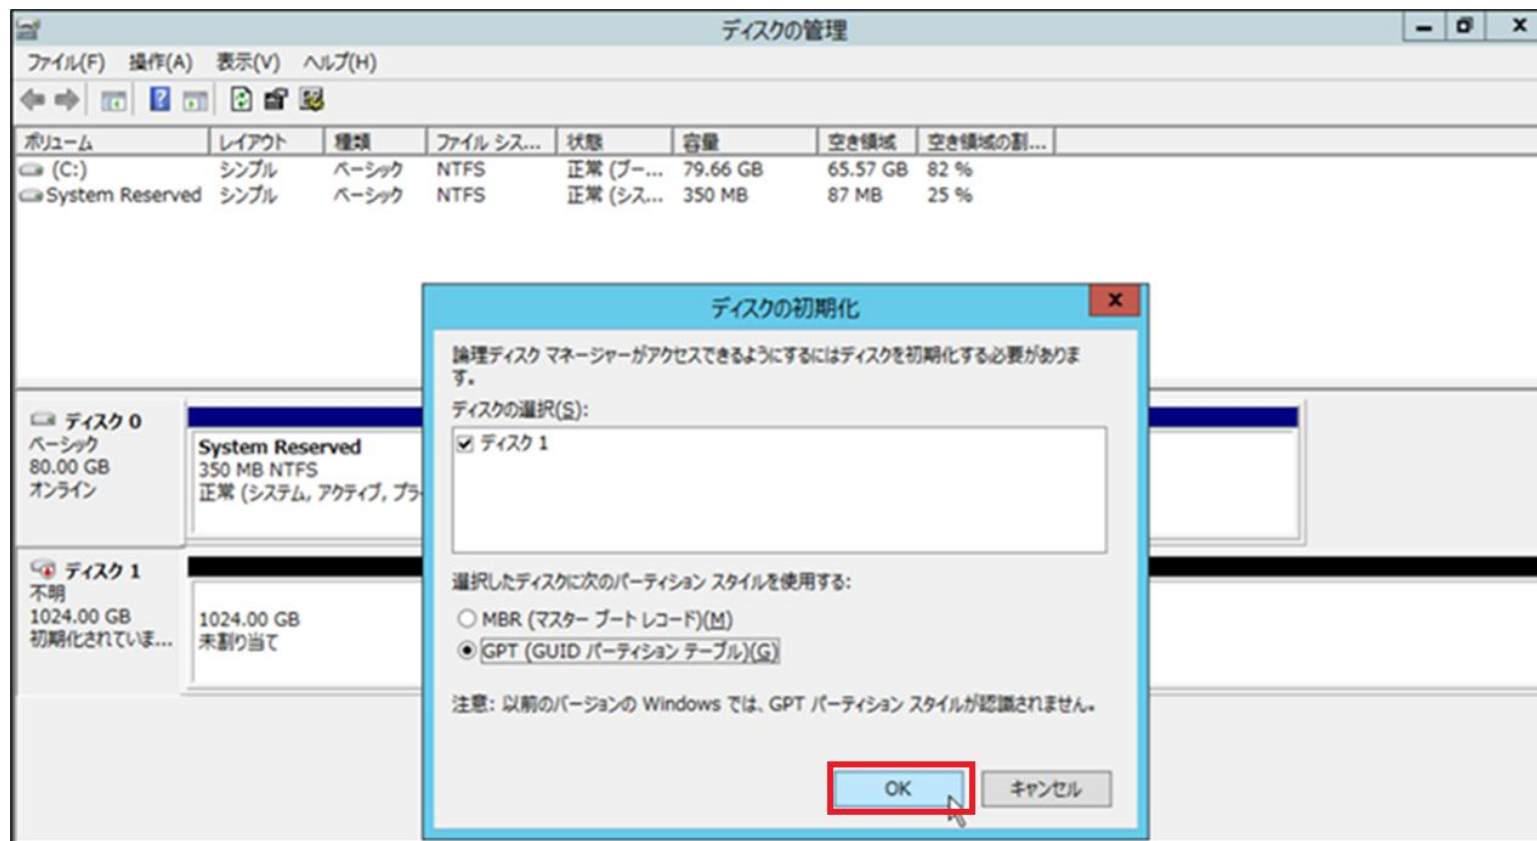 ディスクの管理
ファイル(F) 操作(A) 表示(V) ヘルプ(H)
ボリューム レイアウト 種類 ファイル シス... 状態 容量 空き領域 空き領域の割...
(C:) シンプル ベーシック NTFS 正常 (ブー... 79.66 GB 65.57 GB 82 %
System Reserved シンプル ベーシック NTFS 正常 (シス... 350 MB 87 MB 25 %
ディスクの初期化
論理ディスク マネージャーがアクセスできるようにするにはディスクを初期化する必要がありま
す。
ディスクの選択(S):
ディスク 1
選択したディスクに次のパーティション スタイルを使用する:
MBR (マスター ブート レコード)(M)
GPT (GUID パーティション テーブル)(G)
注意: 以前のバージョンの Windows では、GPT パーティション スタイルが認識されません。
OK キャンセル
ディスク 0
ベーシック
80.00 GB
オンライン
System Reserved
350 MB NTFS
正常 (システム, アクティブ, プラ
ディスク 1
不明
1024.00 GB
初期化されていま...
1024.00 GB
未割り当て